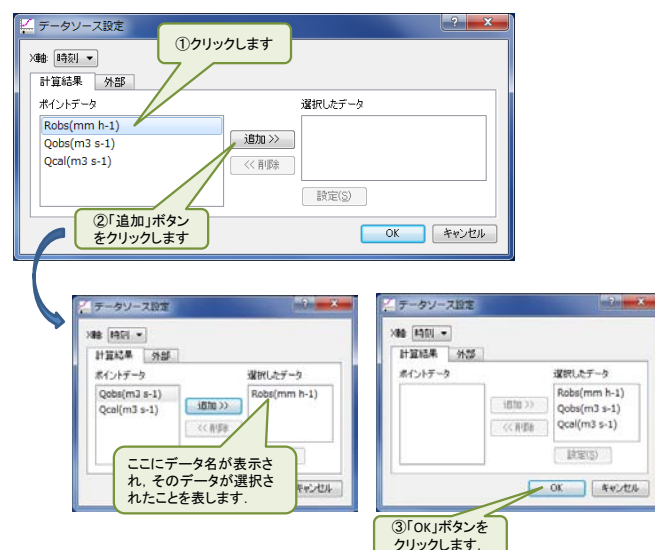 データソース設定
①クリックします
X軸: 時刻
計算結果 外部
ポイントデータ 選択したデータ
Robs(mm h-1)
Qobs(m3 s-1)
Qcal(m3 s-1)
追加 >>
<< 削除
設定(S)
②「追加」ボタン
をクリックします
OK キャンセル
データソース設定
X軸: 時刻
計算結果 外部
ポイントデータ 選択したデータ
Qobs(m3 s-1)
Qcal(m3 s-1)
Robs(mm h-1)
追加 >>
<< 削除
ここにデータ名が表示さ
れ，そのデータが選択さ
れたことを表します．
キャンセル
データソース設定
X軸: 時刻
計算結果 外部
ポイントデータ 選択したデータ
Robs(mm h-1)
Qobs(m3 s-1)
Qcal(m3 s-1)
追加 >>
<< 削除
設定(S)
OK キャンセル
③「OK」ボタンを
クリックします．